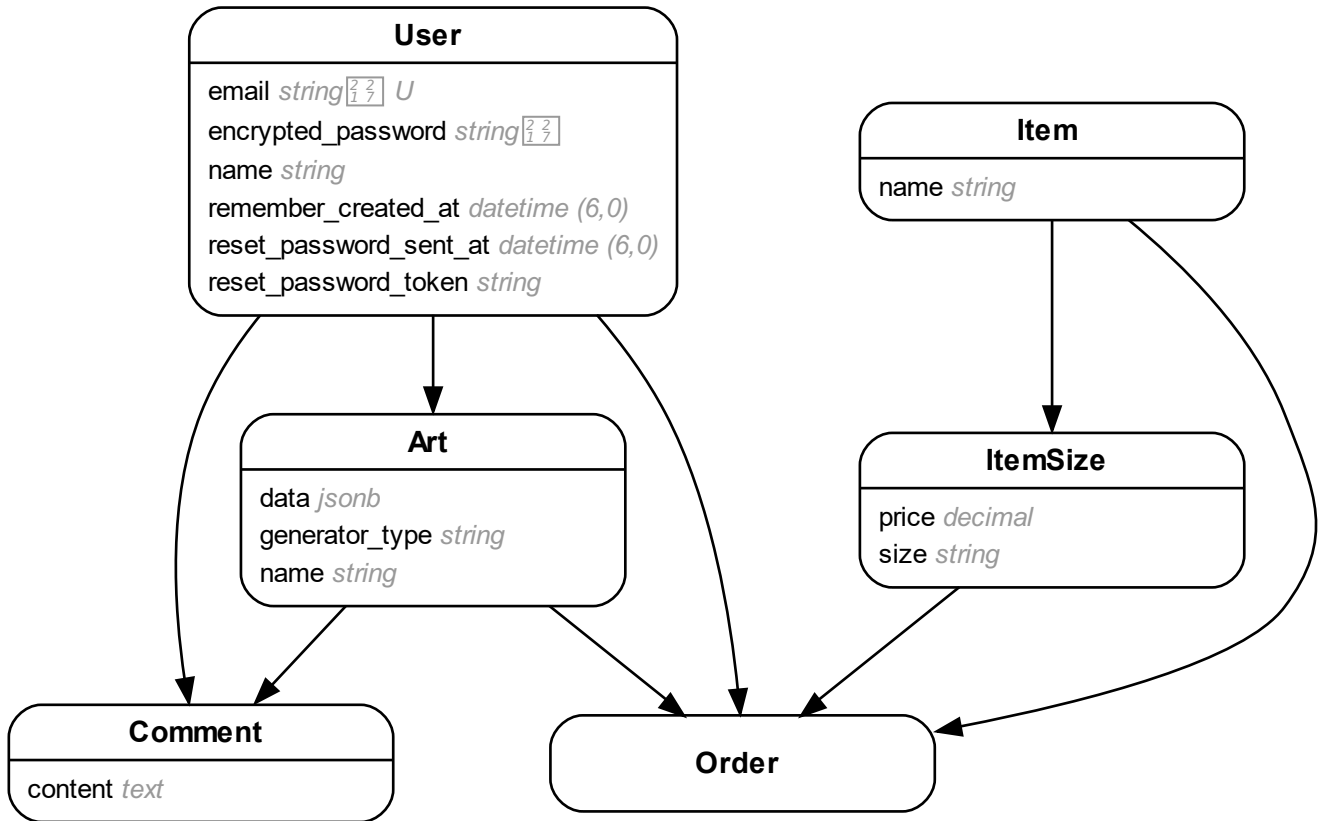 User
email string U
encrypted_password string
name string
remember_created_at datetime (6,0)
reset_password_sent_at datetime (6,0)
reset_password_token string
Item
name string
Art
data jsonb
generator_type string
name string
ItemSize
price decimal
size string
Comment
content text
Order